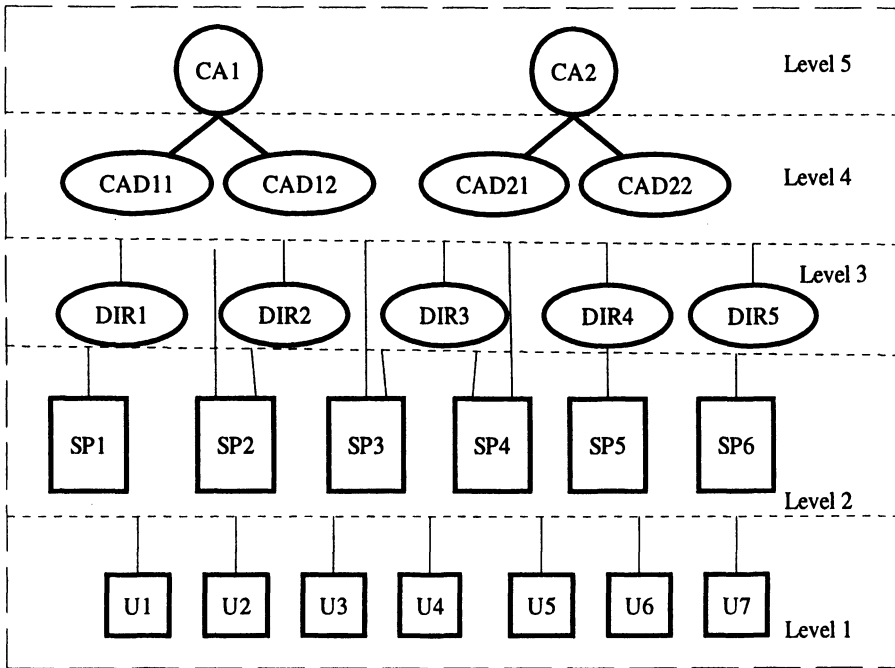 CA1 CA2 Level 5
CAD11 CAD12 CAD21 CAD22 Level 4
Level 3
DIR1 DIR2 DIR3 DIR4 DIR5
SP1 SP2 SP3 SP4 SP5 SP6
Level 2
U1 U2 U3 U4 U5 U6 U7
Level 1